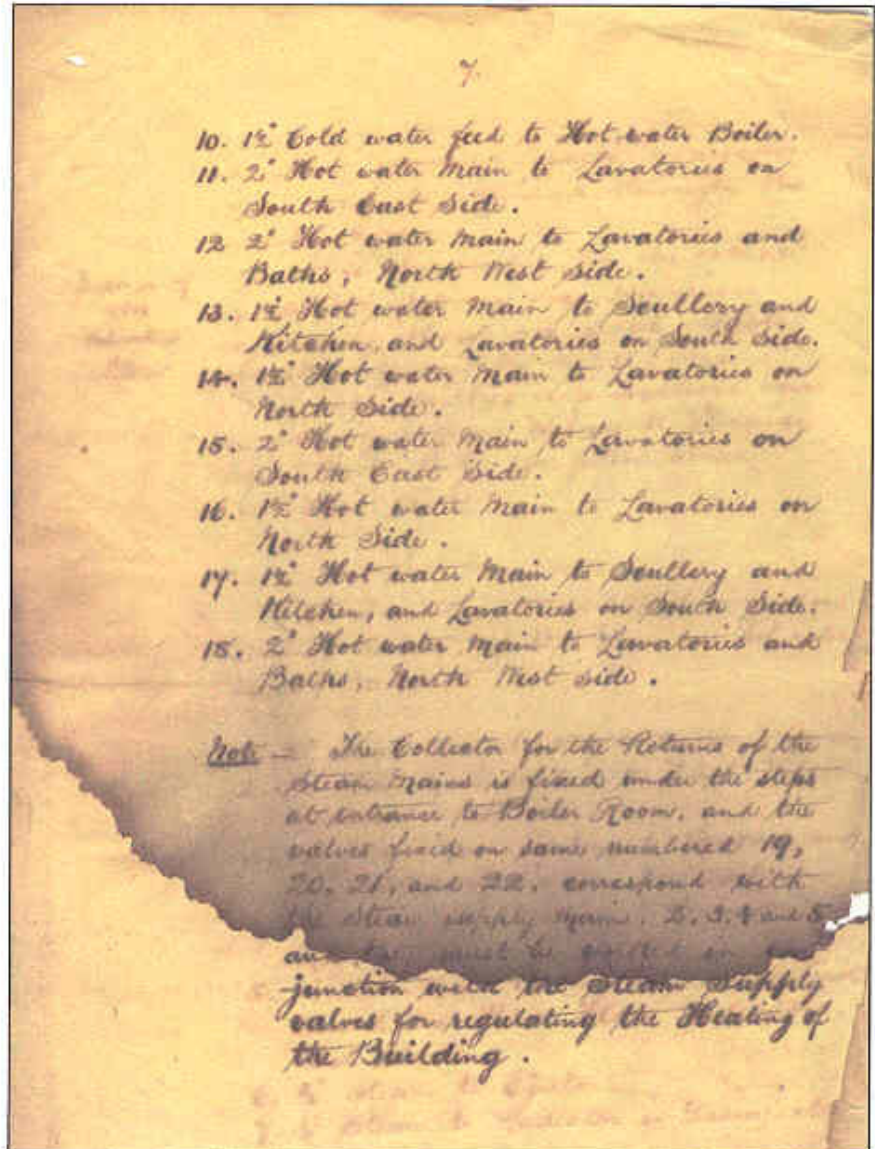 7.
10. 1½" Cold water feed to Hot water Boiler.
11. 2" Hot water Main to Lavatories on
South East Side.
12 2" Hot water Main to Lavatories and
Baths, North West Side.
13. 1½" Hot water Main to Scullery and
Kitchen, and Lavatories on South Side.
14. 1½" Hot water Main to Lavatories on
North Side.
15. 2" Hot water Main to Lavatories on
South East Side.
16. 1½" Hot water Main to Lavatories on
North Side.
17. 1½" Hot water Main to Scullery and
Kitchen, and Lavatories on South Side.
18. 2" Hot water Main to Lavatories and
Baths, North West side.
Note - The Collector for the Returns of the
Steam Mains is fixed under the steps
at entrance to Boiler Room, and the
valves fixed on same numbered 19,
20. 21, and 22. correspond with
the Steam supply Main. 2. 3. 4 and 5
and must be
junction with the Steam Supply
valves for regulating the Heating of
the Building.
Steam to
Steam to